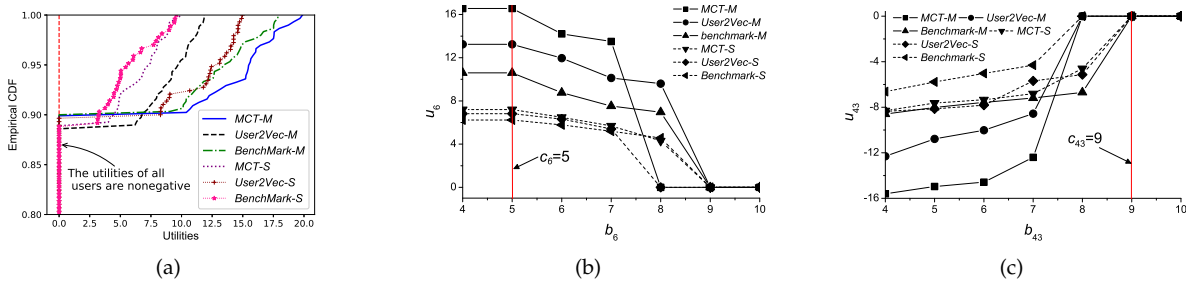 1.00
0.95
0.90
0.85
0.80
Empirical CDF
MCT-M
User2Vec-M
BenchMark-M
MCT-S
User2Vec-S
BenchMark-S
The utilities of all
users are nonegative
0.0 2.5 5.0 7.5 10.0 12.5 15.0 17.5 20.0
Utilities
(a)
16
12
8
4
0
u6
MCT-M
User2Vec-M
benchmark-M
MCT-S
User2Vec-S
Benchmark-S
c6=5
4 5 6 7 8 9 10
b6
(b)
0
-4
-8
-12
-16
u43
MCT-M User2Vec-M
Benchmark-M MCT-S
User2Vec-S
Benchmark-S
c43=9
4 5 6 7 8 9 10
b43
(c)